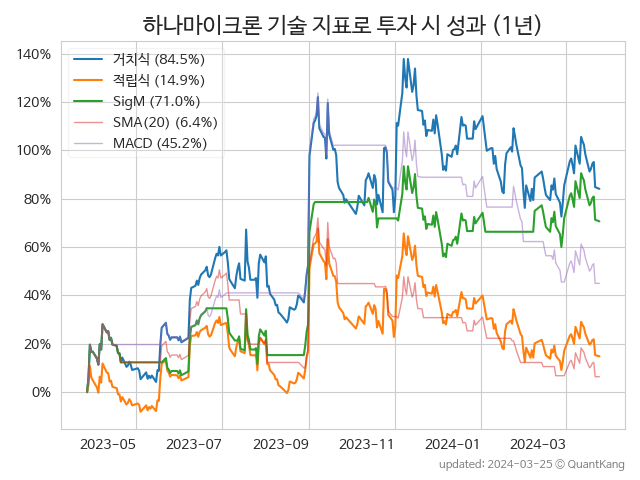 하나마이크론 기술 지표로 투자 시 성과 (1년)
거치식 (84.5%)
적립식 (14.9%)
SigM (71.0%)
SMA(20) (6.4%)
MACD (45.2%)
140%
120%
100%
80%
60%
40%
20%
0%
2023-05 2023-07 2023-09 2023-11 2024-01 2024-03
updated: 2024-03-25 © QuantKang